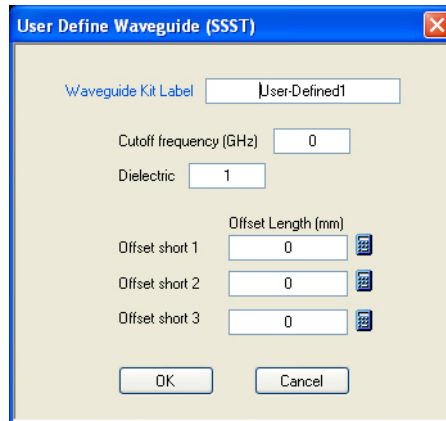 User Define Waveguide (SSST)
Waveguide Kit Label User-Defined1
Cutoff frequency (GHz) 0
Dielectric 1
Offset Length (mm)
Offset short 1 0
Offset short 2 0
Offset short 3 0
OK Cancel